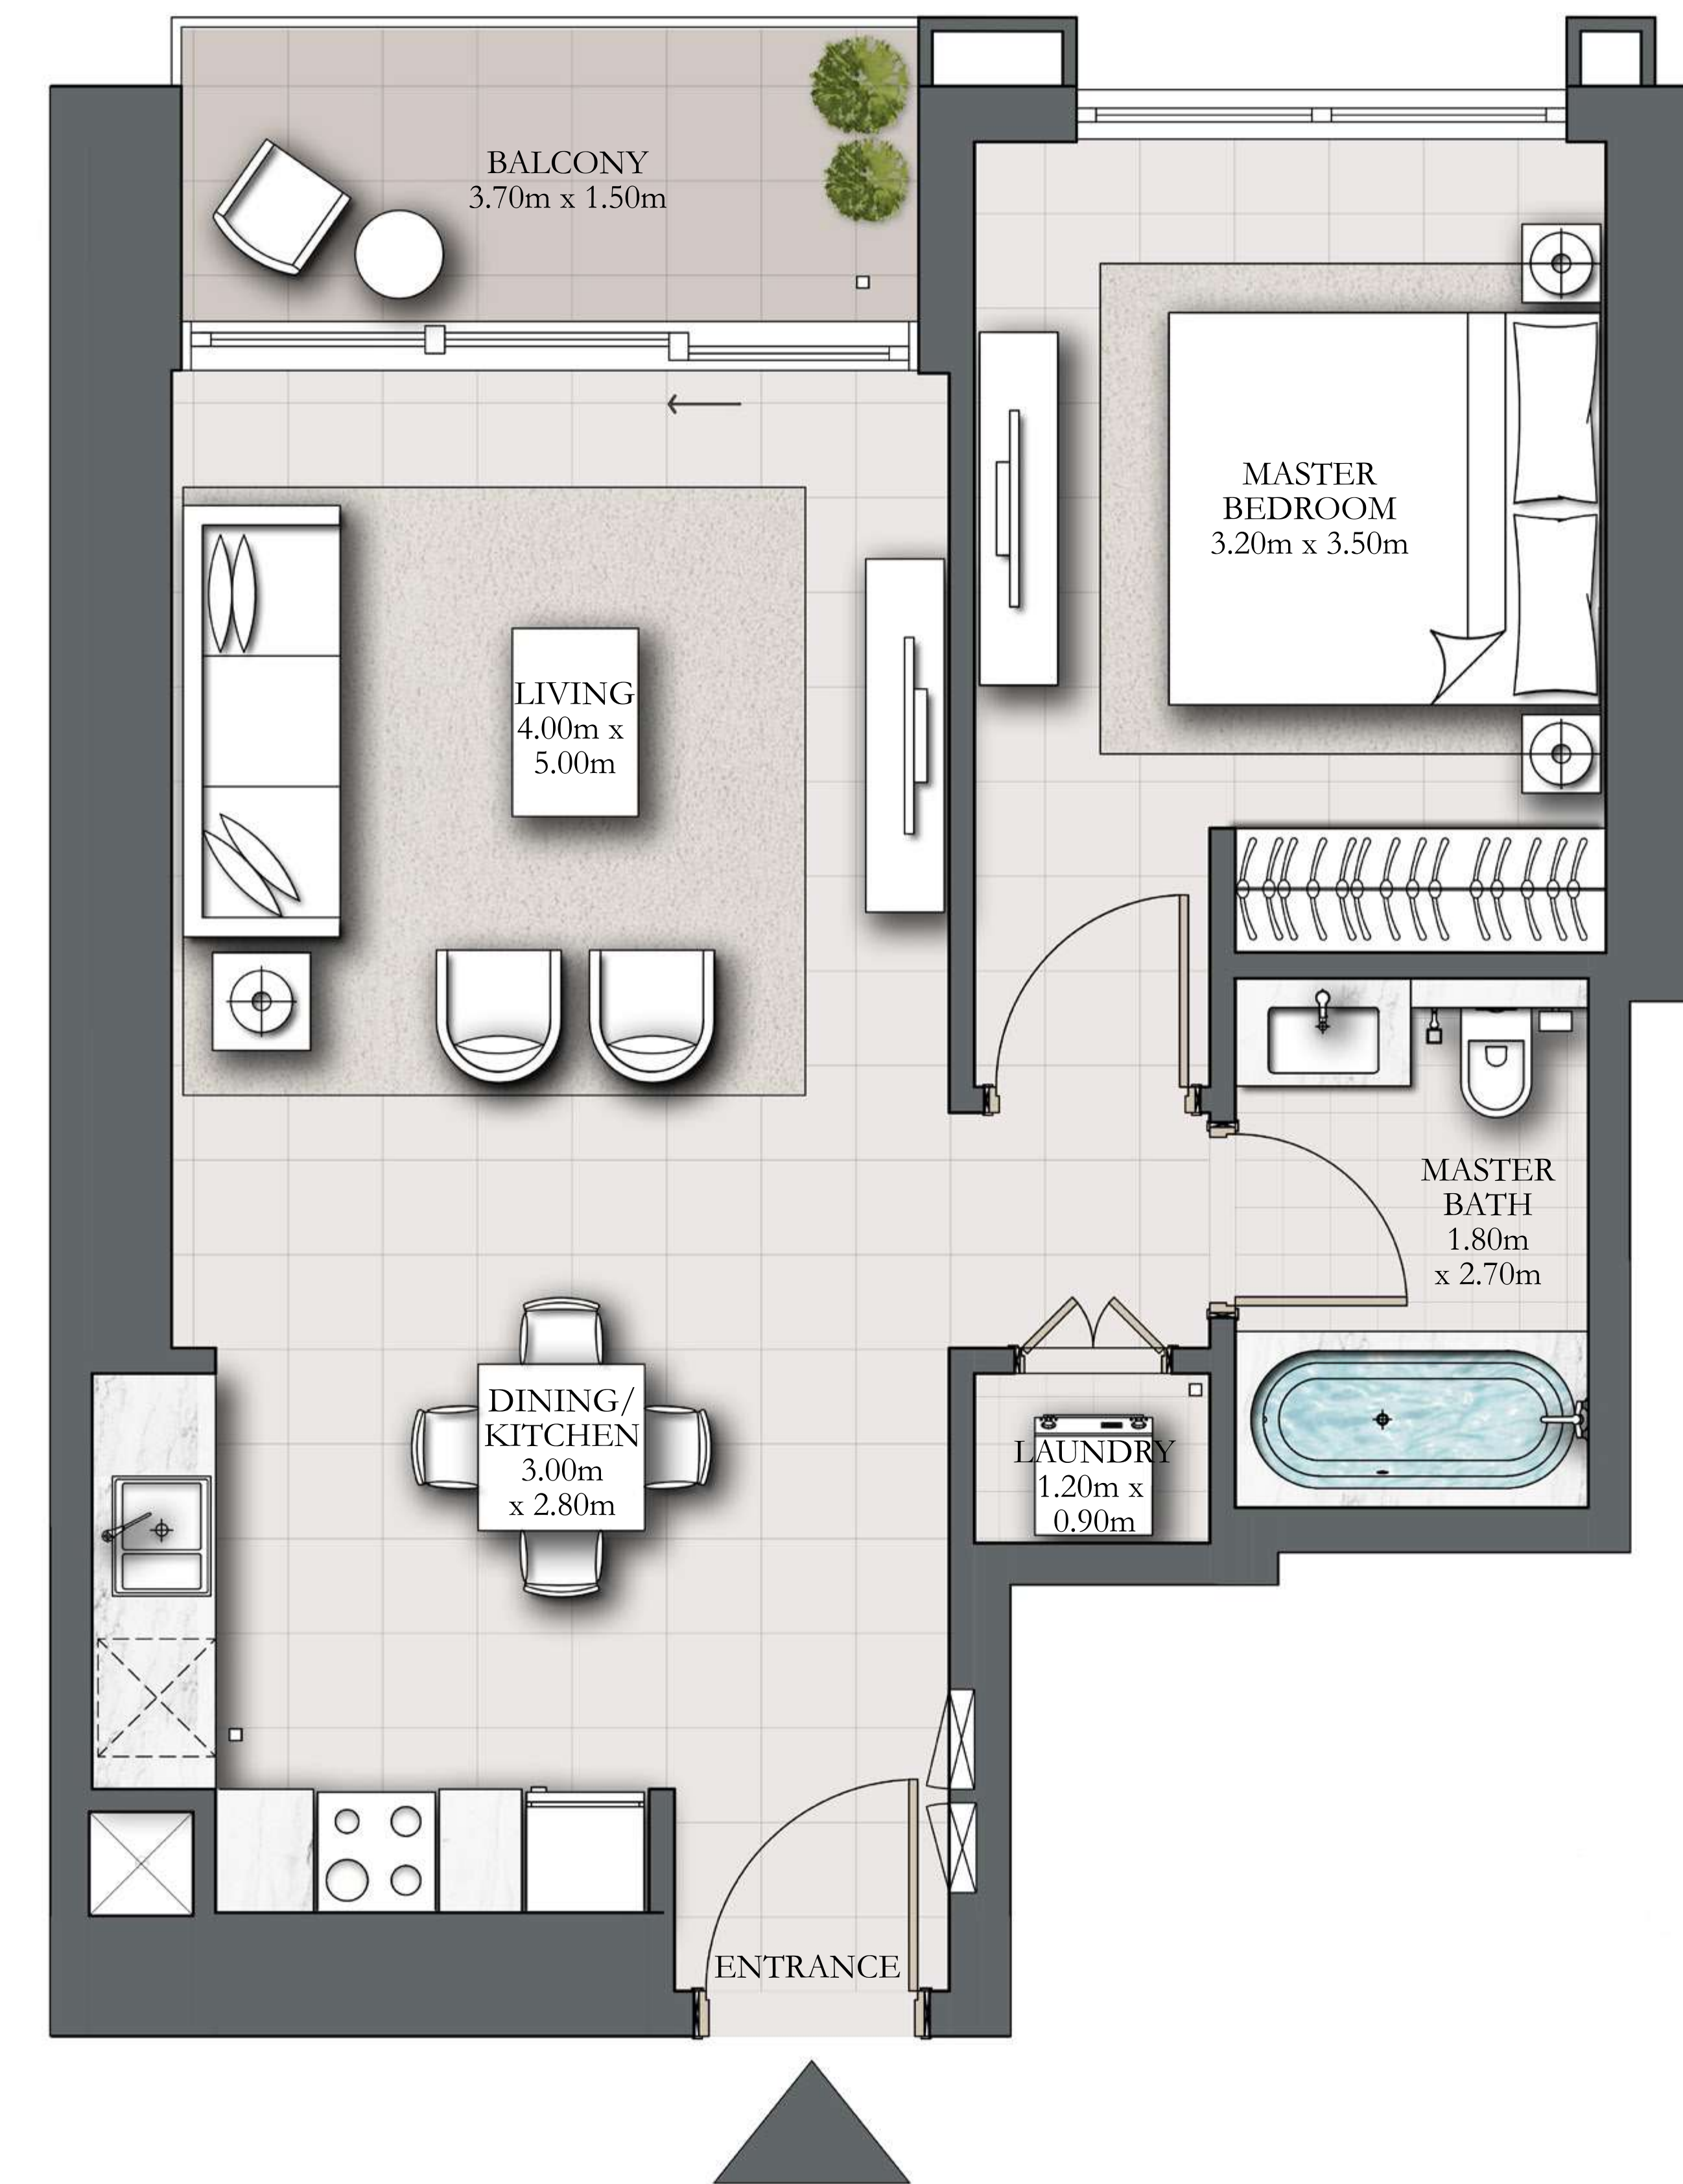 BALCONY
3.70m x 1.50m
MASTER
BEDROOM
3.20m x 3.50m
LIVING
4.00m x
5.00m
MASTER
BATH
1.80m
x 2.70m
DINING/
KITCHEN
3.00m
x 2.80m
LAUNDRY
1.20m x
0.90m
ENTRANCE